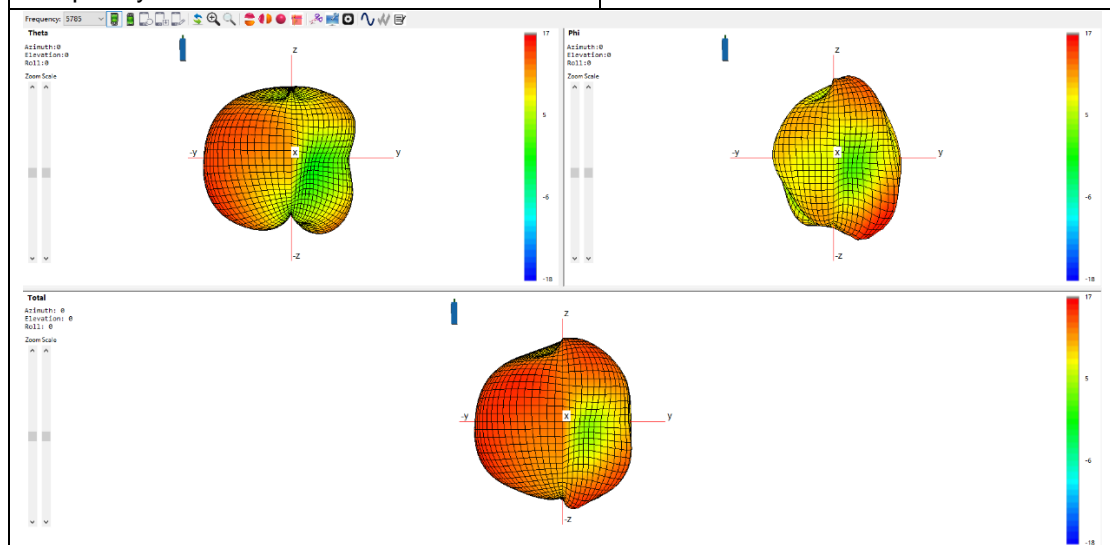 Frequency: 5785
Theta
Azimuth:0
Elevation:0
Roll:0
Zoom Scale
z
-y
x
y
-z
17
5
-6
-18
Phi
Azimuth:0
Elevation:0
Roll:0
Zoom Scale
z
-y
x
y
-z
17
5
-6
-18
Total
Azimuth: 0
Elevation: 0
Roll: 0
Zoom Scale
z
-y
x
y
-z
17
5
-6
-18